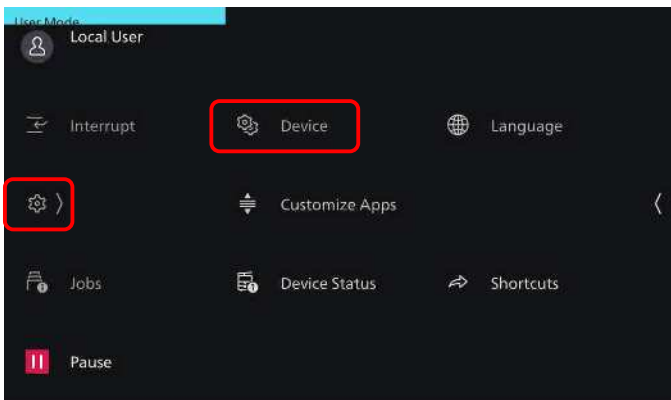 User Mode
Local User
Interrupt
Device
Language
Customize Apps
Jobs
Device Status
Shortcuts
Pause